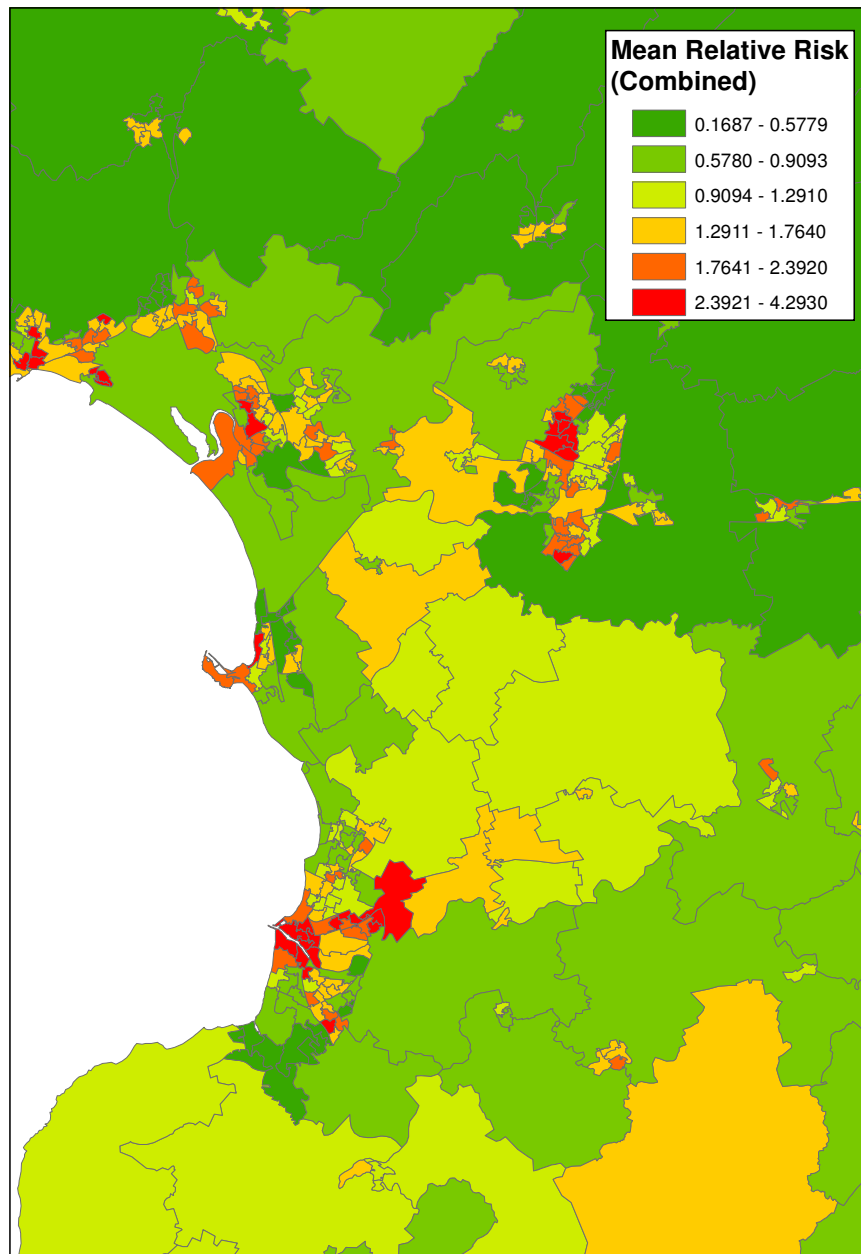 Mean Relative Risk
(Combined)
0.1687 - 0.5779
0.5780 - 0.9093
0.9094 - 1.2910
1.2911 - 1.7640
1.7641 - 2.3920
2.3921 - 4.2930